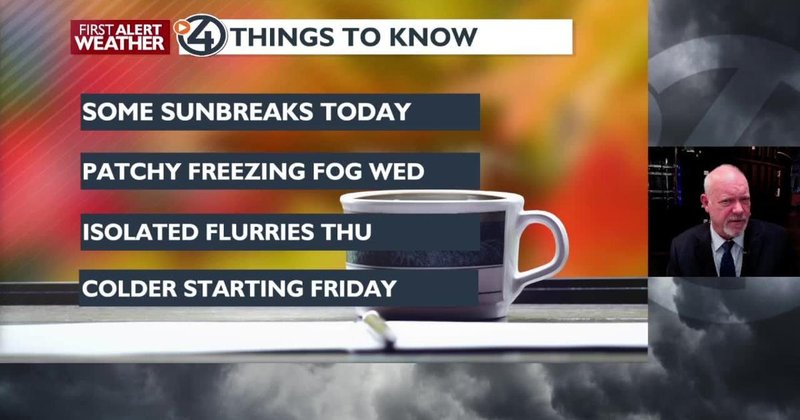 FIRST ALERT
WEATHER
4 THINGS TO KNOW
SOME SUNBREAKS TODAY
PATCHY FREEZING FOG WED
ISOLATED FLURRIES THU
COLDER STARTING FRIDAY